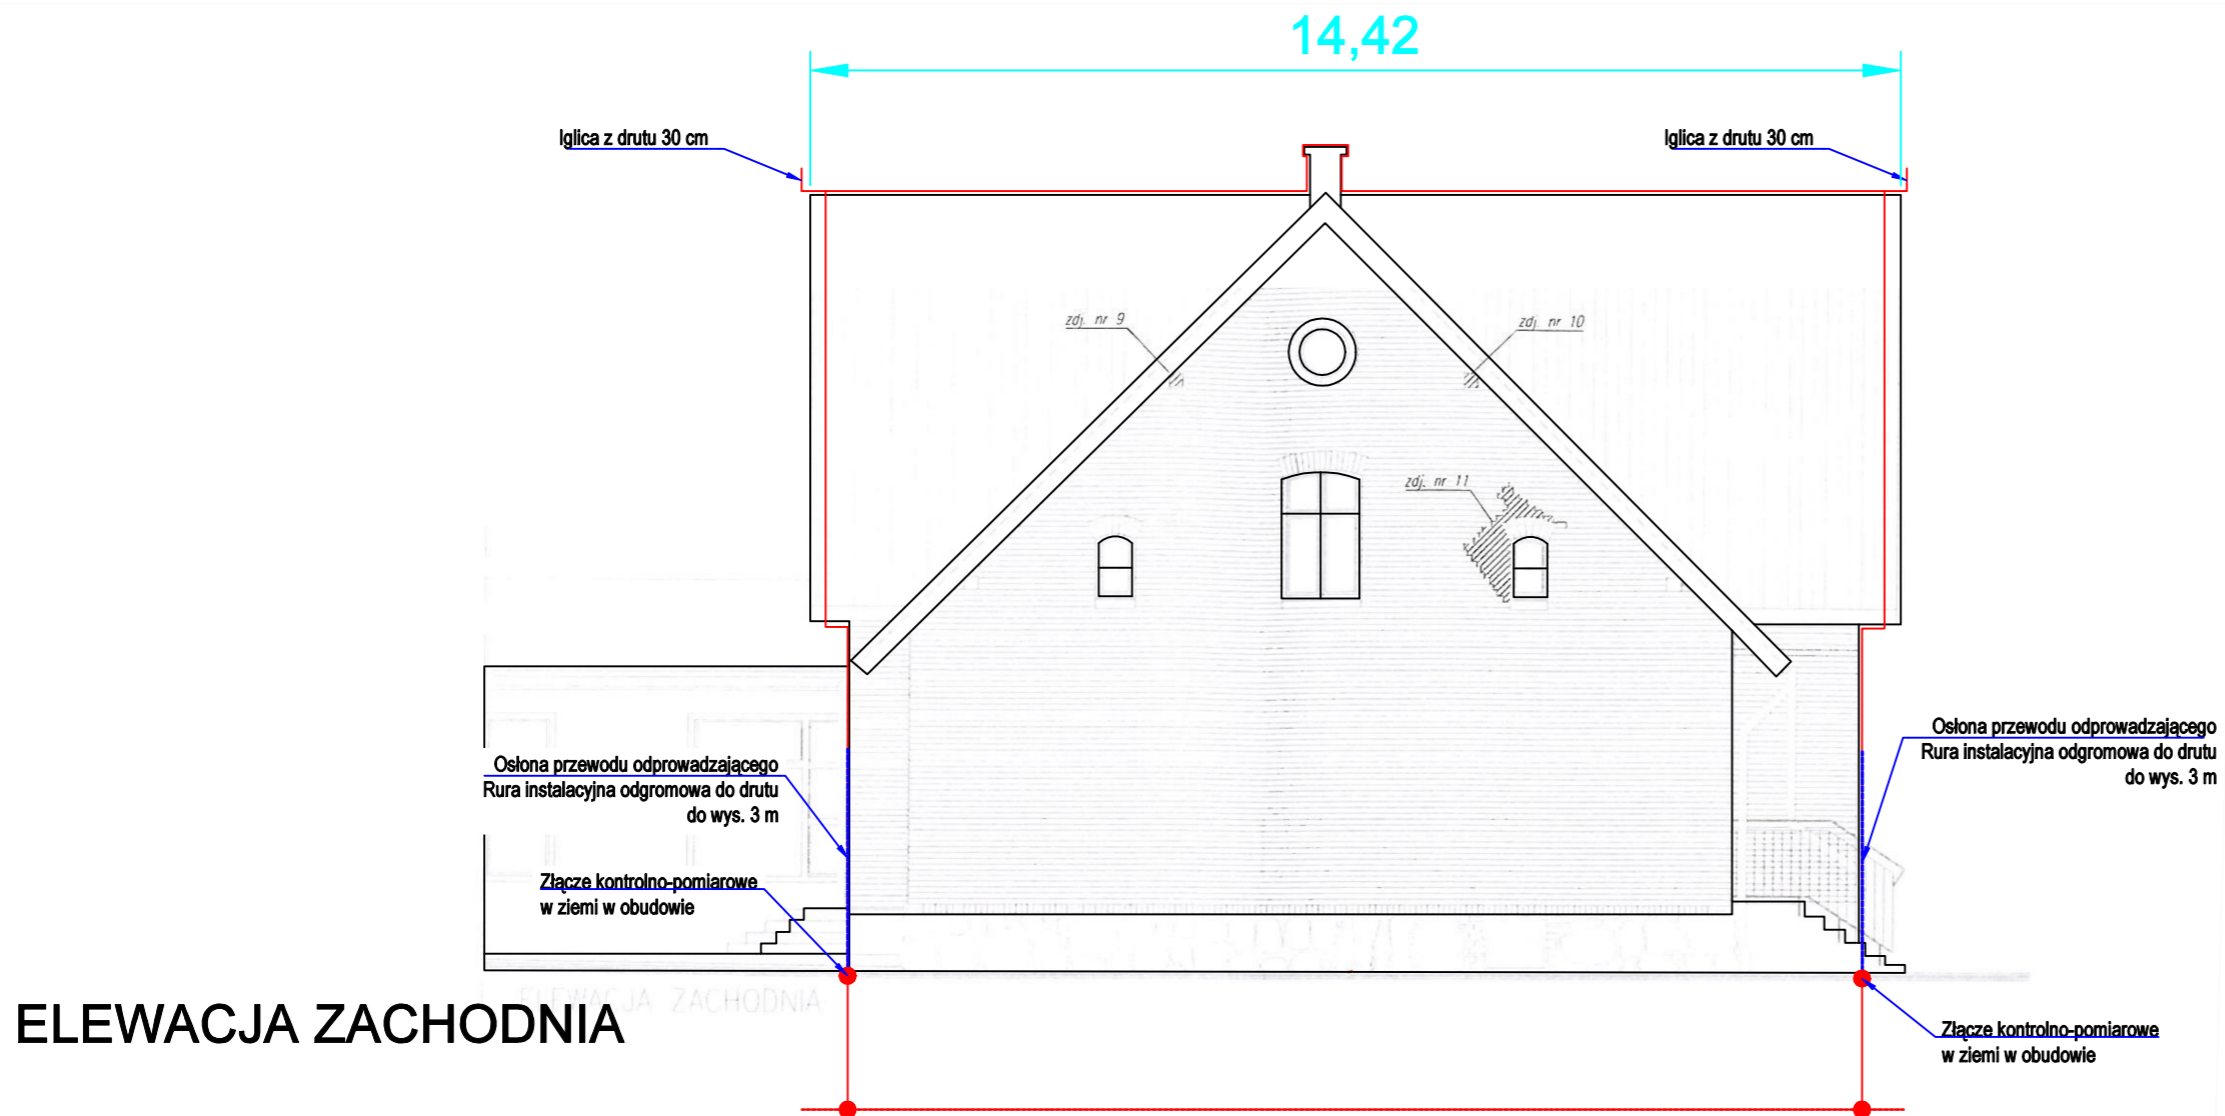 14,42
Iglica z drutu 30 cm
Iglica z drutu 30 cm
zdj. nr 9
zdj. nr 10
zdj. nr 11
Osłona przewodu odprowadzającego
Rura instalacyjna odgromowa do drutu
do wys. 3 m
Osłona przewodu odprowadzającego
Rura instalacyjna odgromowa do drutu
do wys. 3 m
Złącze kontrolno-pomiarowe
w ziemi w obudowie
ELEWACJA ZACHODNIA
ELEWACJA ZACHODNIA
Złącze kontrolno-pomiarowe
w ziemi w obudowie